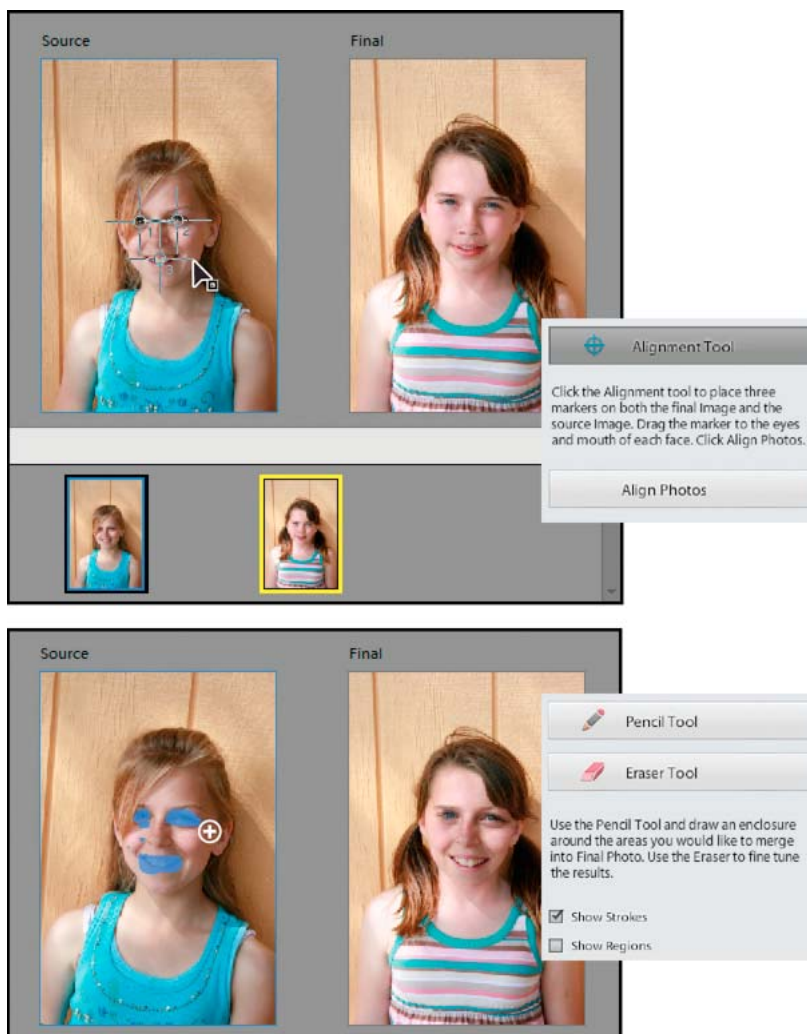 Source
Final
1
2
3
Alignment Tool
Click the Alignment tool to place three
markers on both the final Image and the
source Image. Drag the marker to the eyes
and mouth of each face. Click Align Photos.
Align Photos
Source
Final
Pencil Tool
Eraser Tool
Use the Pencil Tool and draw an enclosure
around the areas you would like to merge
into Final Photo. Use the Eraser to fine tune
the results.
Show Strokes
Show Regions